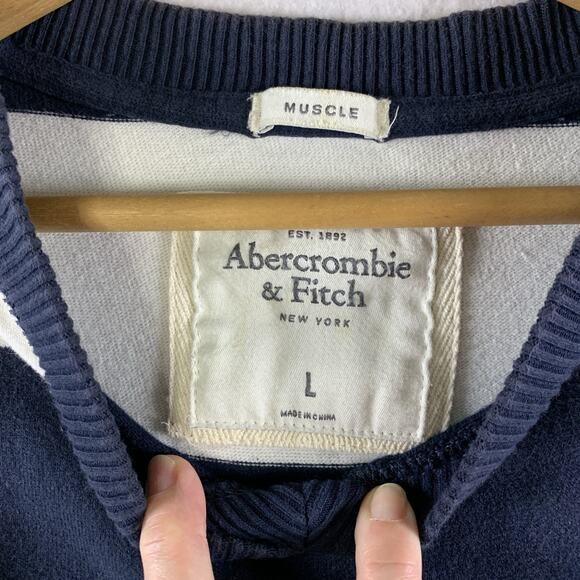 MUSCLE
EST. 1892
Abercrombie
& Fitch
NEW YORK
L
MADE IN CHINA